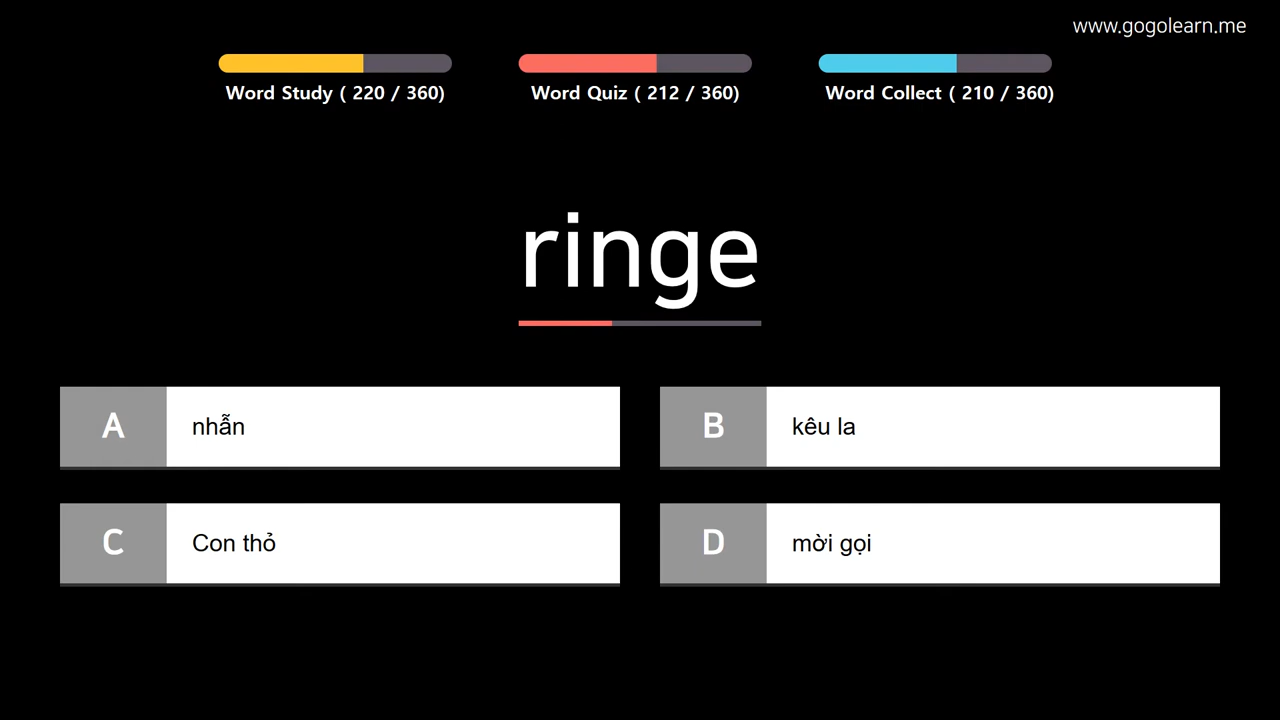 www.gogolearn.me
Word Study ( 220 / 360)
Word Quiz ( 212 / 360)
Word Collect ( 210 / 360)
ringe
A nhẫn
B kêu la
C Con thỏ
D mời gọi